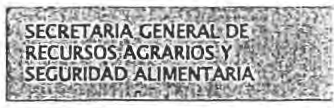 SECRETARIA GENERAL DE
RECURSOS AGRARIOS Y
SEGURIDAD ALIMENTARIA